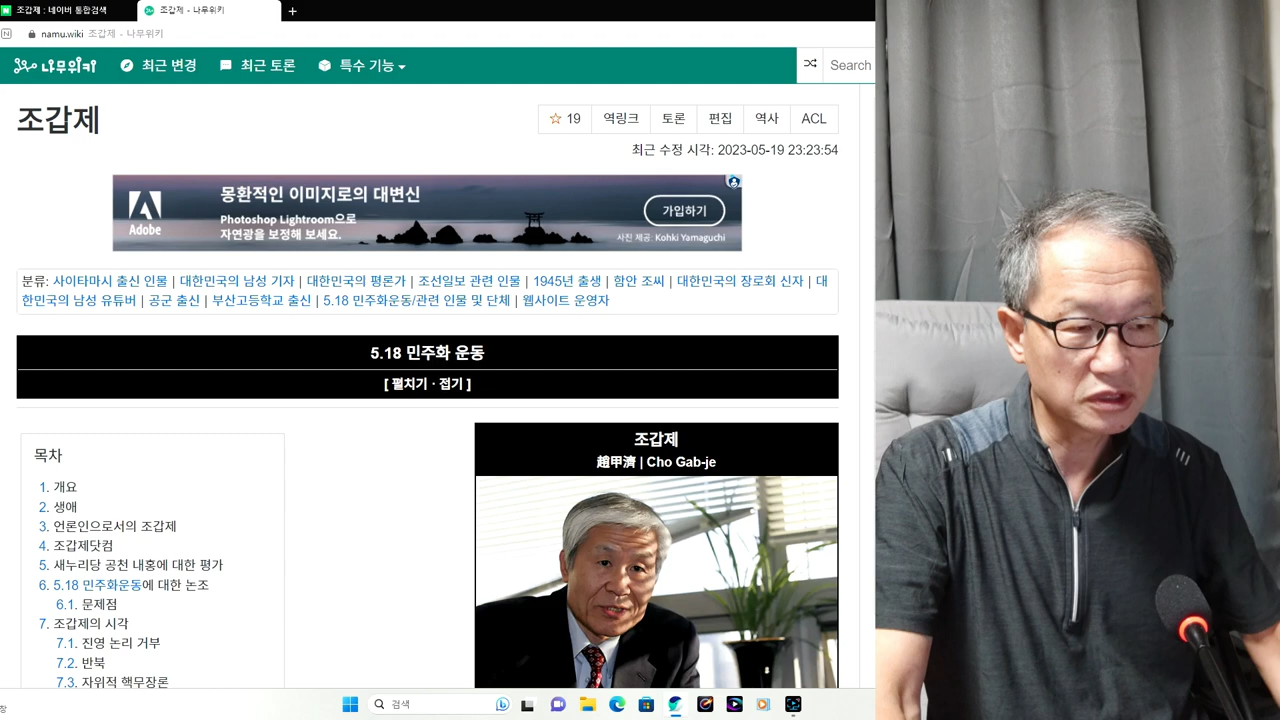 조갑제 : 네이버 통합검색
조갑제 - 나무위키
namu.wiki 조갑제 - 나무위키
나무위키 최근 변경 최근 토론 특수 기능 Search
조갑제
19 역링크 토론 편집 역사 ACL
최근 수정 시각: 2023-05-19 23:23:54
Adobe
몽환적인 이미지로의 대변신
Photoshop Lightroom으로
자연광을 보정해 보세요.
가입하기
사진 제공: Kohki Yamaguchi
분류: 사이타마시 출신 인물 | 대한민국의 남성 기자 | 대한민국의 평론가 | 조선일보 관련 인물 | 1945년 출생 | 함안 조씨 | 대한민국의 장로회 신자 | 대
한민국의 남성 유튜버 | 공군 출신 | 부산고등학교 출신 | 5.18 민주화운동/관련 인물 및 단체 | 웹사이트 운영자
5.18 민주화 운동
[ 펼치기 · 접기 ]
목차
1. 개요
2. 생애
3. 언론인으로서의 조갑제
4. 조갑제닷컴
5. 새누리당 공천 내홍에 대한 평가
6. 5.18 민주화운동에 대한 논조
6.1. 문제점
7. 조갑제의 시각
7.1. 진영 논리 거부
7.2. 반북
7.3. 자위적 핵무장론
조갑제
趙甲濟 | Cho Gab-je
창
검색